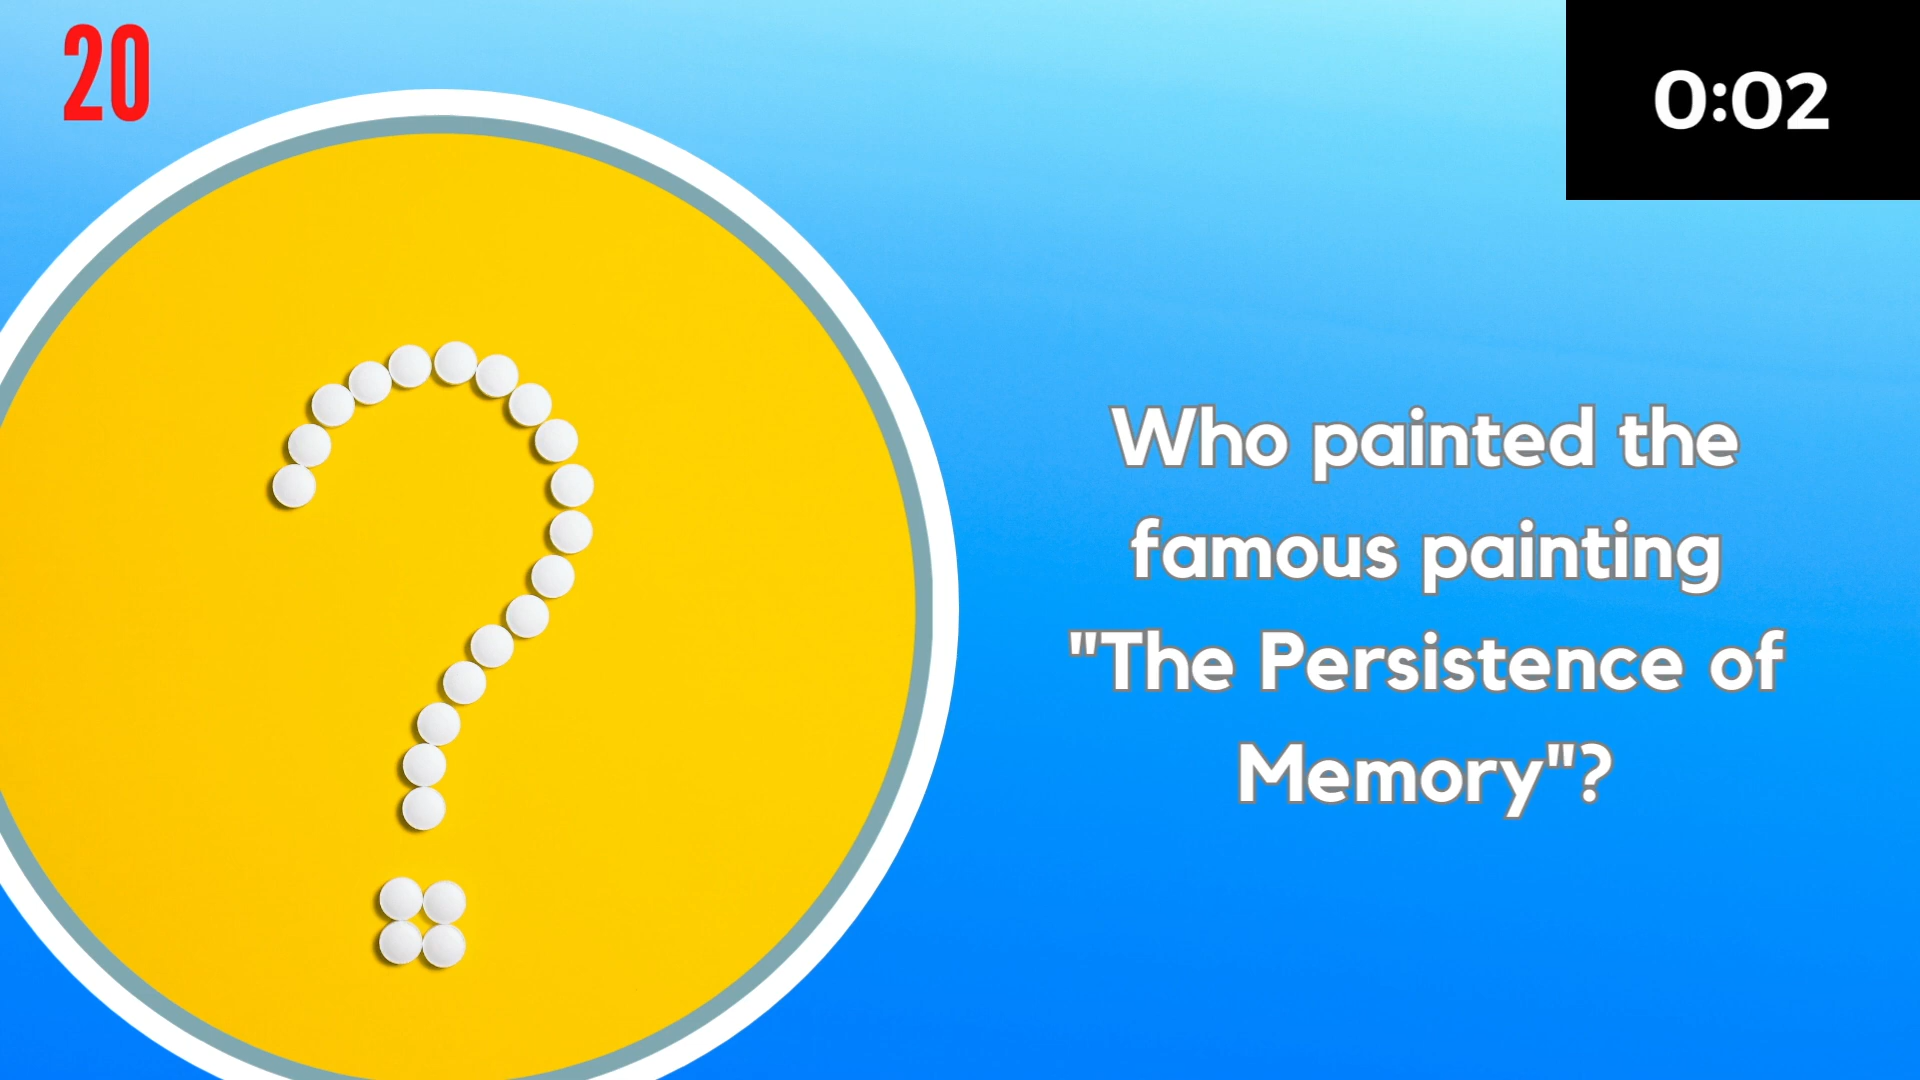 20
0:02
Who painted the
famous painting
"The Persistence of
Memory"?